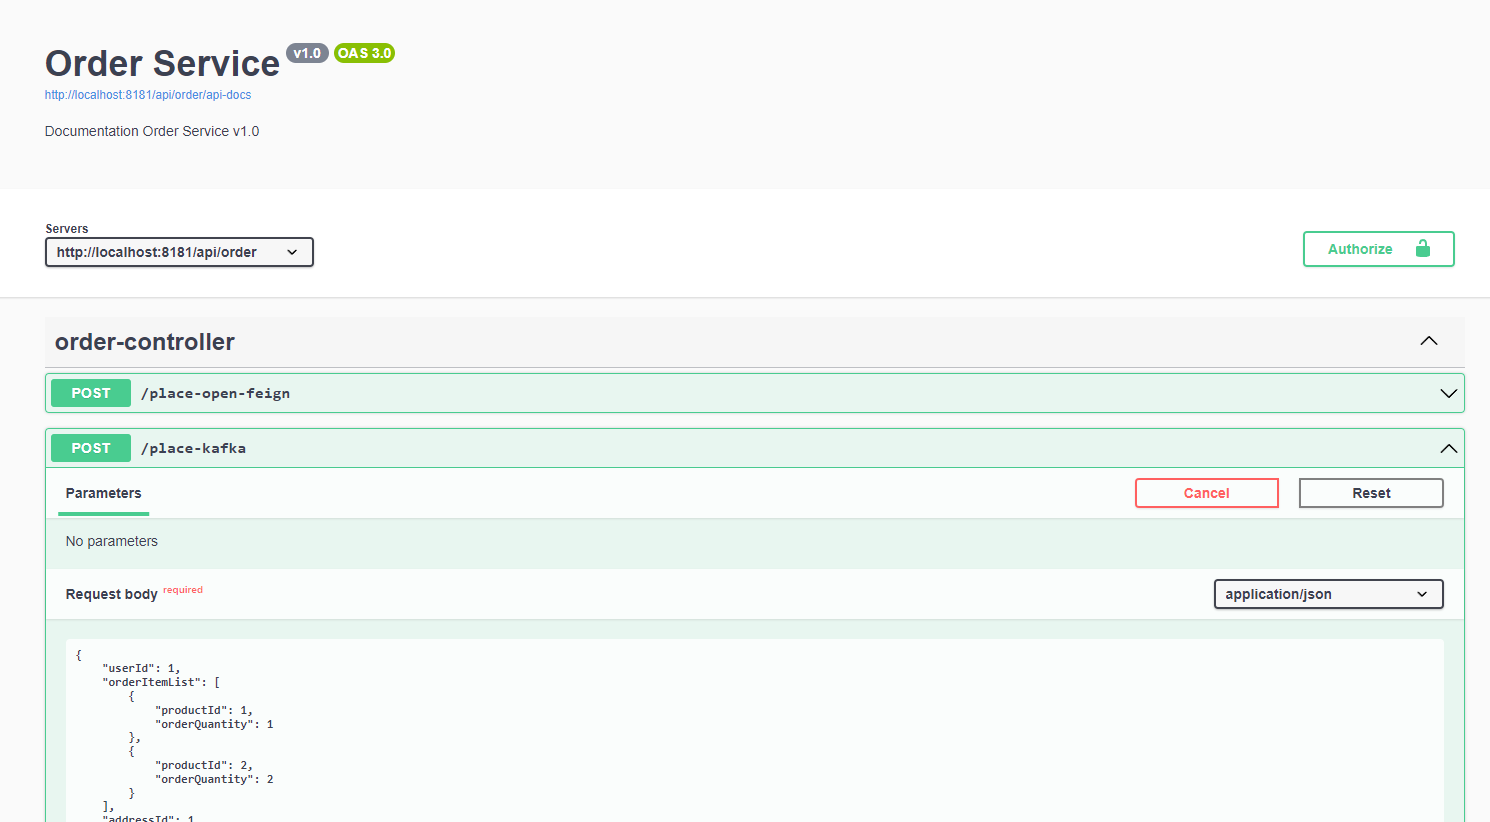 Order Service v1.0 OAS 3.0
http://localhost:8181/api/order/api-docs
Documentation Order Service v1.0
Servers
http://localhost:8181/api/order
Authorize
order-controller
POST /place-open-feign
POST /place-kafka
Parameters
Cancel
Reset
No parameters
Request body required
application/json
{
"userId": 1,
"orderItemList": [
{
"productId": 1,
"orderQuantity": 1
},
{
"productId": 2,
"orderQuantity": 2
}
],
"addressId": 1